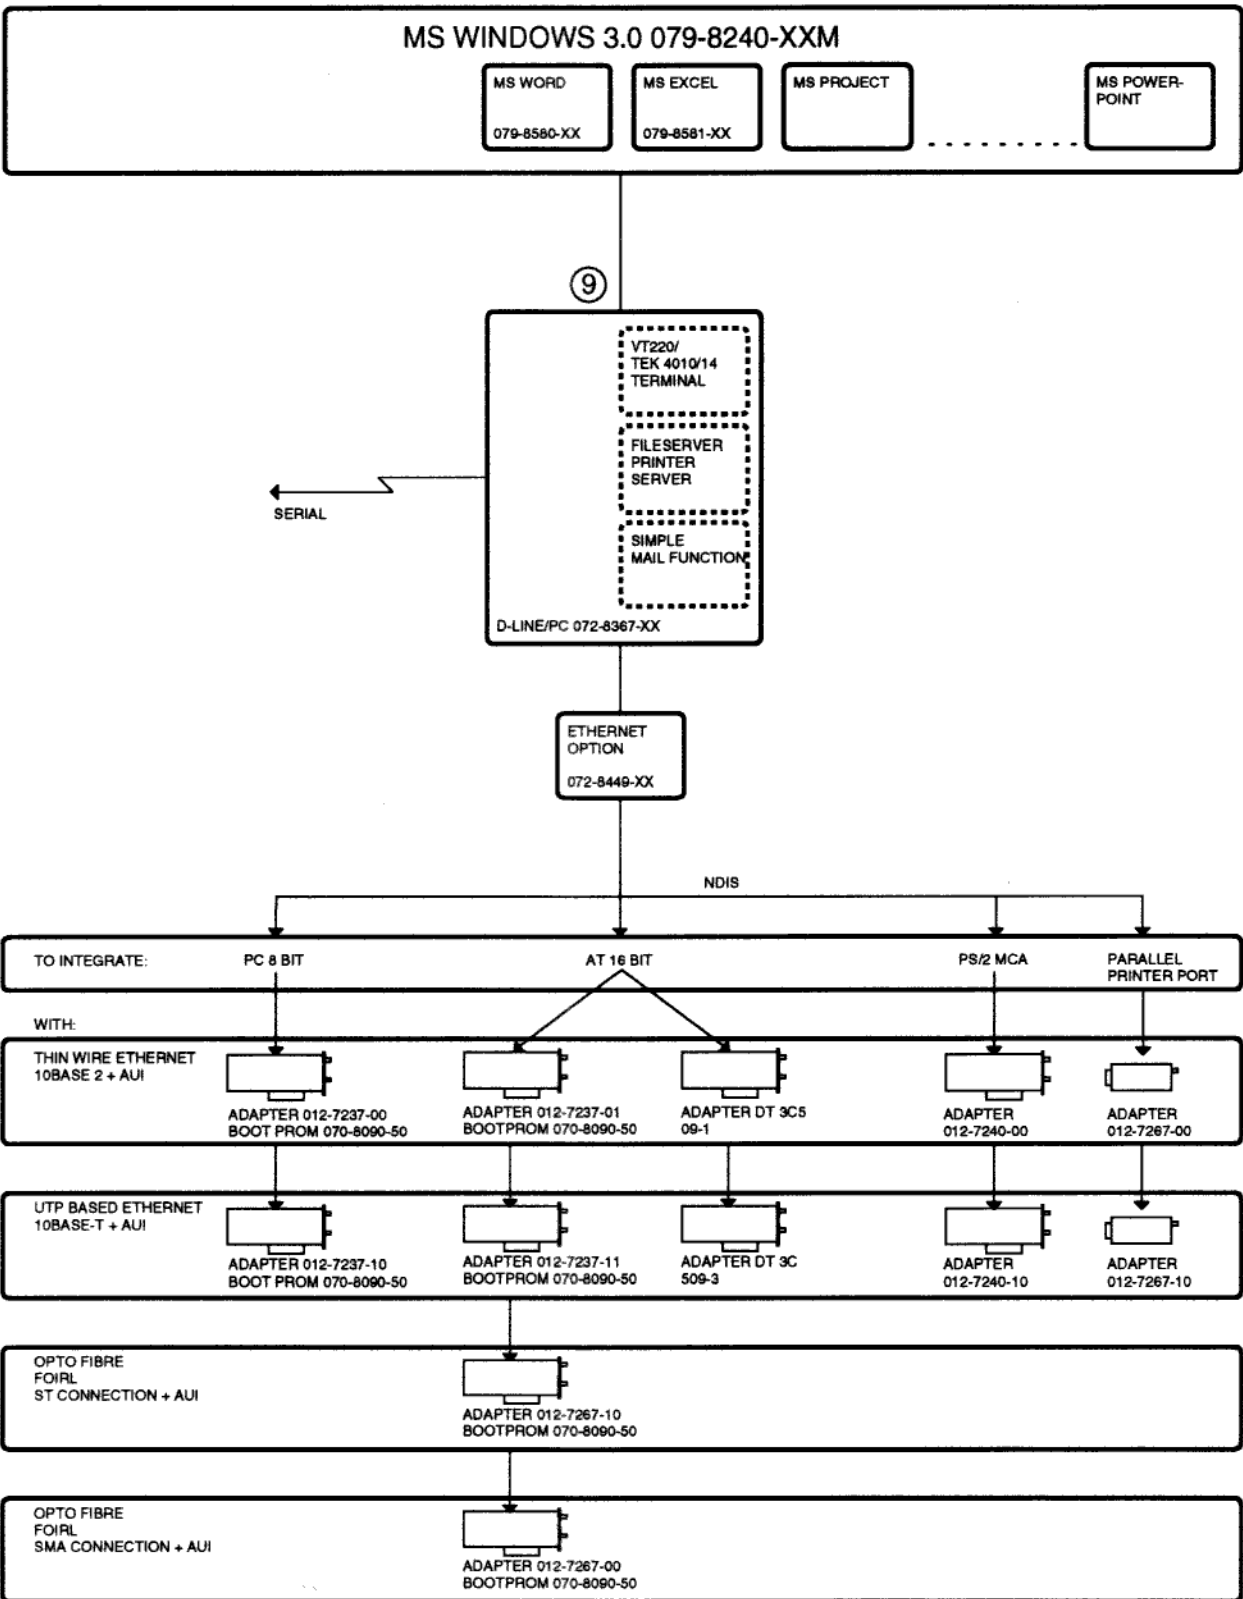 MS WINDOWS 3.0 079-8240-XXM
MS WORD
079-8580-XX
MS EXCEL
079-8581-XX
MS PROJECT
MS POWER-
POINT
9
VT220/
TEK 4010/14
TERMINAL
FILESERVER
PRINTER
SERVER
SERIAL
SIMPLE
MAIL FUNCTION
D-LINE/PC 072-8367-XX
ETHERNET
OPTION
072-8449-XX
NDIS
TO INTEGRATE:
PC 8 BIT
AT 16 BIT
PS/2 MCA
PARALLEL
PRINTER PORT
WITH:
THIN WIRE ETHERNET
10BASE 2 + AUI
ADAPTER 012-7237-00
BOOT PROM 070-8090-50
ADAPTER 012-7237-01
BOOTPROM 070-8090-50
ADAPTER DT 3C5
09-1
ADAPTER
012-7240-00
ADAPTER
012-7267-00
UTP BASED ETHERNET
10BASE-T + AUI
ADAPTER 012-7237-10
BOOT PROM 070-8090-50
ADAPTER 012-7237-11
BOOTPROM 070-8090-50
ADAPTER DT 3C
509-3
ADAPTER
012-7240-10
ADAPTER
012-7267-10
OPTO FIBRE
FOIRL
ST CONNECTION + AUI
ADAPTER 012-7267-10
BOOTPROM 070-8090-50
OPTO FIBRE
FOIRL
SMA CONNECTION + AUI
ADAPTER 012-7267-00
BOOTPROM 070-8090-50